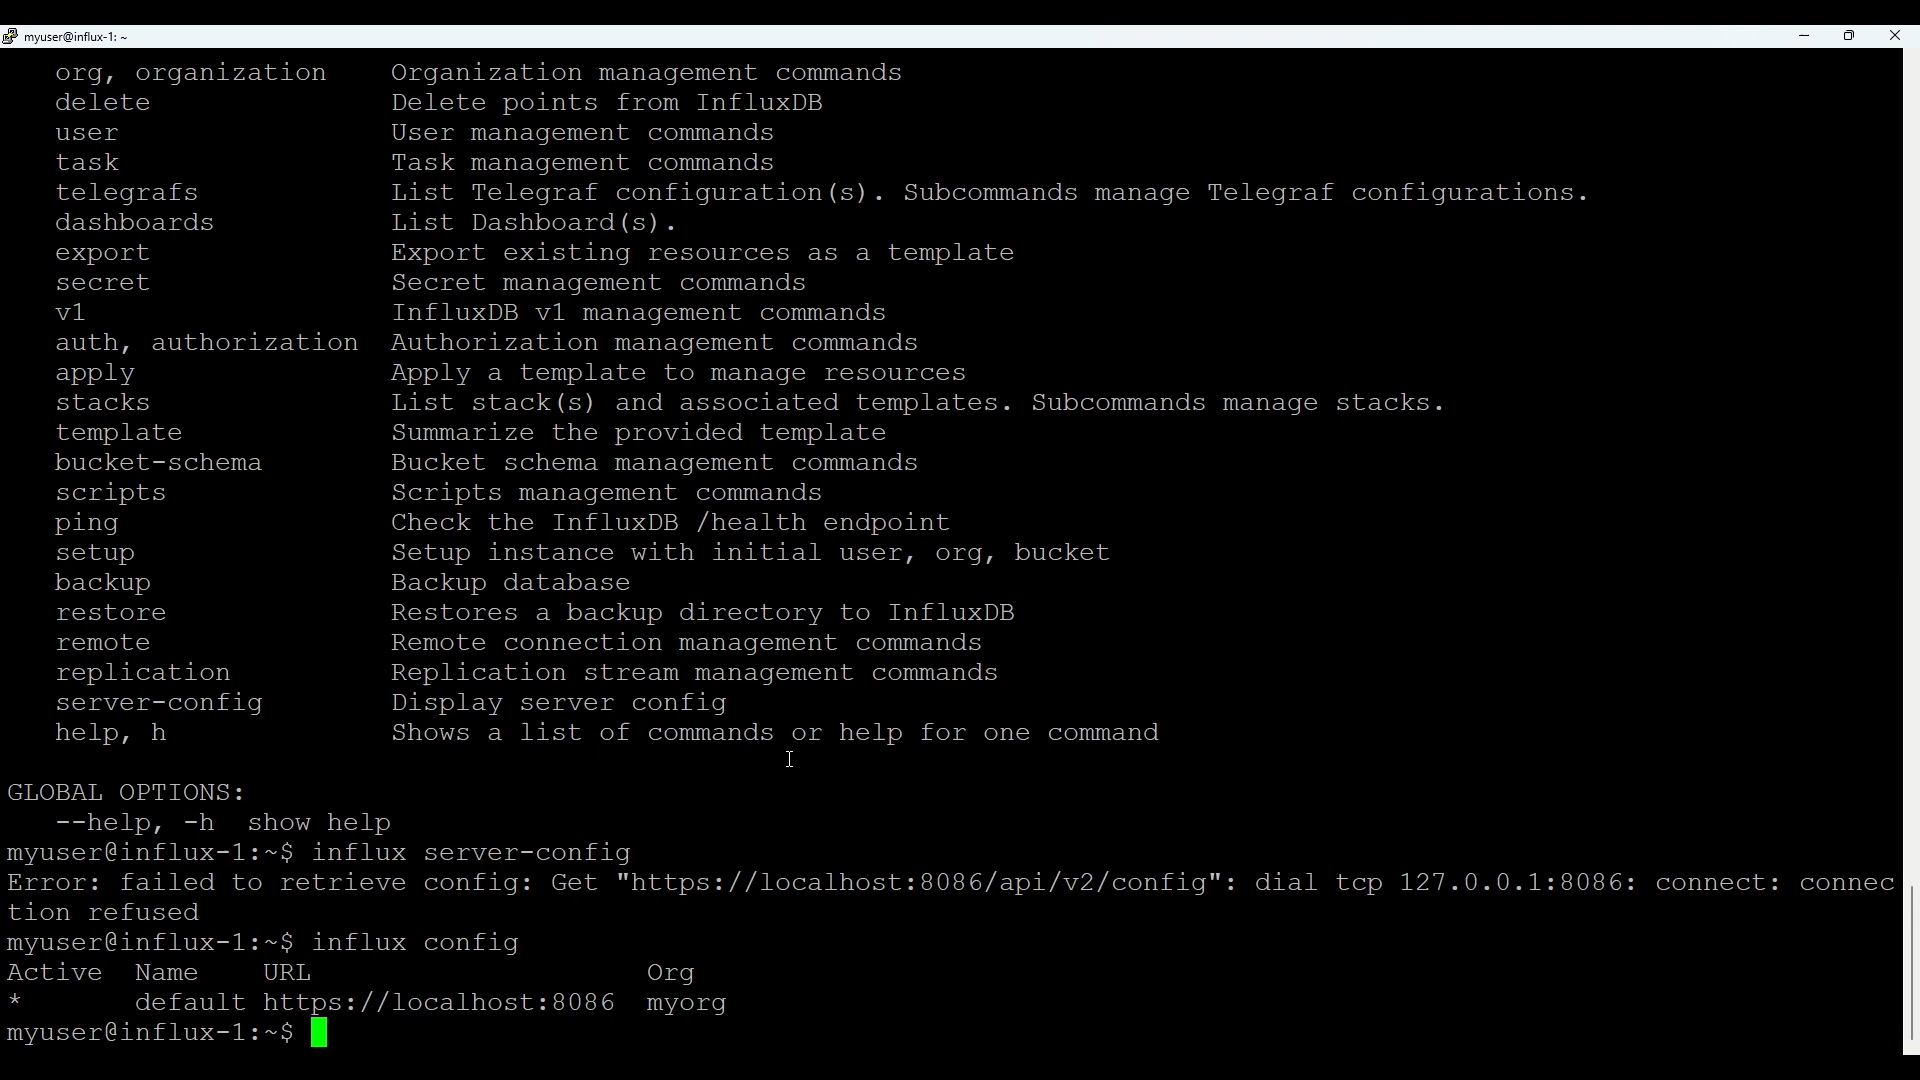 myuser@influx-1: ~
org, organization    Organization management commands
delete               Delete points from InfluxDB
user                 User management commands
task                 Task management commands
telegrafs            List Telegraf configuration(s). Subcommands manage Telegraf configurations.
dashboards           List Dashboard(s).
export               Export existing resources as a template
secret               Secret management commands
v1                   InfluxDB v1 management commands
auth, authorization  Authorization management commands
apply                Apply a template to manage resources
stacks               List stack(s) and associated templates. Subcommands manage stacks.
template             Summarize the provided template
bucket-schema        Bucket schema management commands
scripts              Scripts management commands
ping                 Check the InfluxDB /health endpoint
setup                Setup instance with initial user, org, bucket
backup               Backup database
restore              Restores a backup directory to InfluxDB
remote               Remote connection management commands
replication          Replication stream management commands
server-config        Display server config
help, h              Shows a list of commands or help for one command
GLOBAL OPTIONS:
--help, -h  show help
myuser@influx-1:~$ influx server-config
Error: failed to retrieve config: Get "https://localhost:8086/api/v2/config": dial tcp 127.0.0.1:8086: connect: connec
tion refused
myuser@influx-1:~$ influx config
Active  Name    URL                     Org
*       default https://localhost:8086  myorg
myuser@influx-1:~$